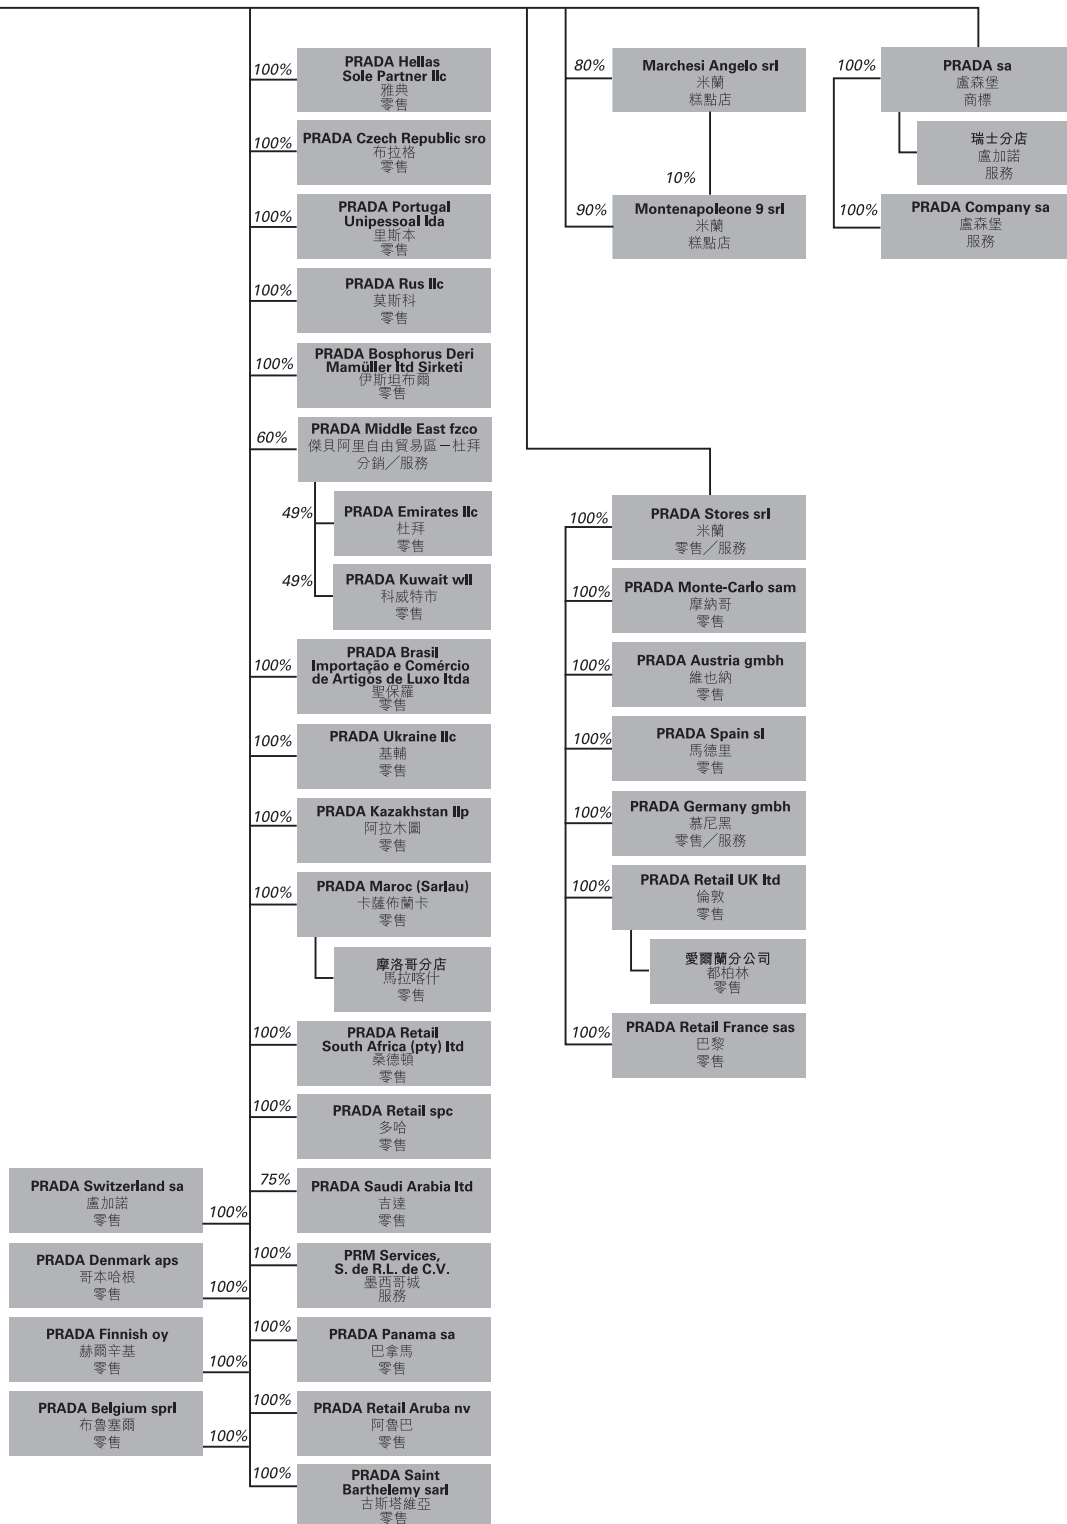 100%
PRADA Hellas
Sole Partner llc
雅典
零售
100%
PRADA Czech Republic sro
布拉格
零售
100%
PRADA Portugal
Unipessoal lda
里斯本
零售
100%
PRADA Rus llc
莫斯科
零售
100%
PRADA Bosphorus Deri
Mamüller ltd Sirketi
伊斯坦布爾
零售
60%
PRADA Middle East fzco
傑貝阿里自由貿易區－杜拜
分銷／服務
49%
PRADA Emirates llc
杜拜
零售
49%
PRADA Kuwait wll
科威特市
零售
100%
PRADA Brasil
Importação e Comércio
de Artigos de Luxo ltda
聖保羅
零售
100%
PRADA Ukraine llc
基輔
零售
100%
PRADA Kazakhstan llp
阿拉木圖
零售
100%
PRADA Maroc (Sarlau)
卡薩佈蘭卡
零售
摩洛哥分店
馬拉喀什
零售
100%
PRADA Retail
South Africa (pty) ltd
桑德頓
零售
100%
PRADA Retail spc
多哈
零售
75%
PRADA Saudi Arabia ltd
吉達
零售
100%
PRM Services,
S. de R.L. de C.V.
墨西哥城
服務
100%
PRADA Panama sa
巴拿馬
零售
100%
PRADA Retail Aruba nv
阿魯巴
零售
100%
PRADA Saint
Barthelemy sarl
古斯塔維亞
零售
PRADA Switzerland sa
盧加諾
零售
100%
PRADA Denmark aps
哥本哈根
零售
100%
PRADA Finnish oy
赫爾辛基
零售
100%
PRADA Belgium sprl
布魯塞爾
零售
100%
80%
Marchesi Angelo srl
米蘭
糕點店
10%
90%
Montenapoleone 9 srl
米蘭
糕點店
100%
PRADA sa
盧森堡
商標
瑞士分店
盧加諾
服務
100%
PRADA Company sa
盧森堡
服務
100%
PRADA Stores srl
米蘭
零售／服務
100%
PRADA Monte-Carlo sam
摩納哥
零售
100%
PRADA Austria gmbh
維也納
零售
100%
PRADA Spain sl
馬德里
零售
100%
PRADA Germany gmbh
慕尼黑
零售／服務
100%
PRADA Retail UK ltd
倫敦
零售
愛爾蘭分公司
都柏林
零售
100%
PRADA Retail France sas
巴黎
零售